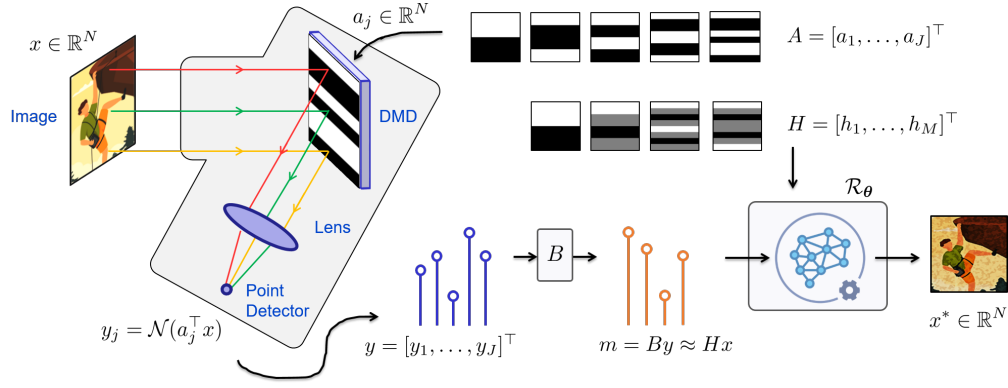 x ∈ ℝ^N
a_j ∈ ℝ^N
A = [a_1, …, a_J]^⊤
Image
DMD
H = [h_1, …, h_M]^⊤
R_θ
Lens
B
Point
Detector
y_j = N(a_j^⊤ x)
y = [y_1, …, y_J]^⊤
m = By ≈ Hx
x* ∈ ℝ^N